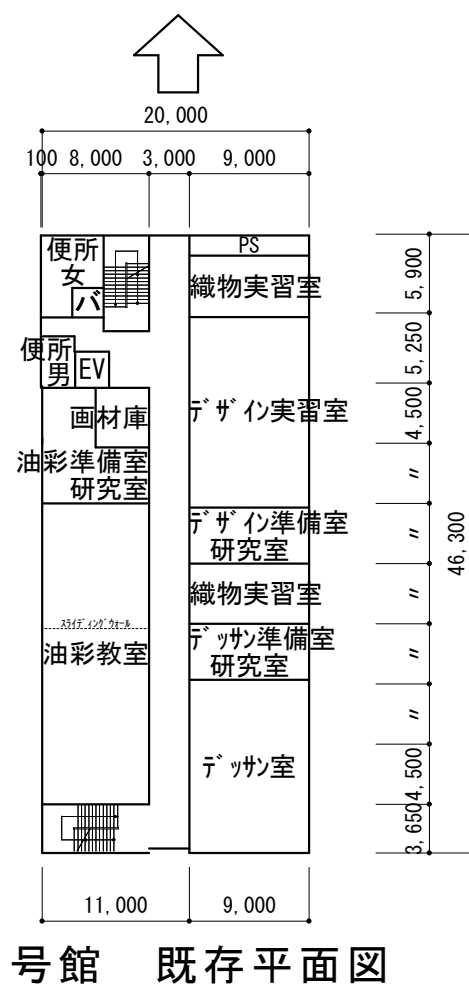 20,000
100 8,000 3,000 9,000
便所
女
バ
PS
織物実習室
5,900
便所
男
EV
5,250
画材庫
デザイン実習室
4,500
油彩準備室
研究室
〃
デザイン準備室
研究室
〃
46,300
織物実習室
〃
スライディングウォール
油彩教室
デッサン準備室
研究室
〃
〃
デッサン室
4,500
3,650
11,000 9,000
号館 既存平面図